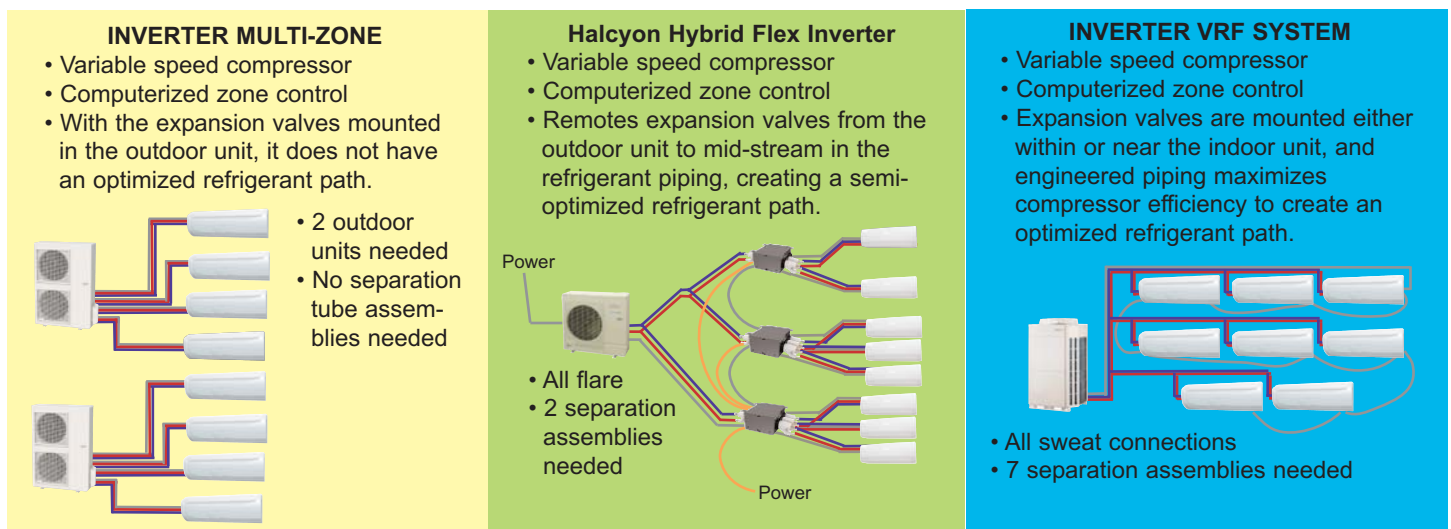 INVERTER MULTI-ZONE
• Variable speed compressor
• Computerized zone control
• With the expansion valves mounted
in the outdoor unit, it does not have
an optimized refrigerant path.
• 2 outdoor
units needed
• No separation
tube assem-
blies needed
Halcyon Hybrid Flex Inverter
• Variable speed compressor
• Computerized zone control
• Remotes expansion valves from the
outdoor unit to mid-stream in the
refrigerant piping, creating a semi-
optimized refrigerant path.
Power
• All flare
• 2 separation
assemblies
needed
Power
INVERTER VRF SYSTEM
• Variable speed compressor
• Computerized zone control
• Expansion valves are mounted either
within or near the indoor unit, and
engineered piping maximizes
compressor efficiency to create an
optimized refrigerant path.
• All sweat connections
• 7 separation assemblies needed